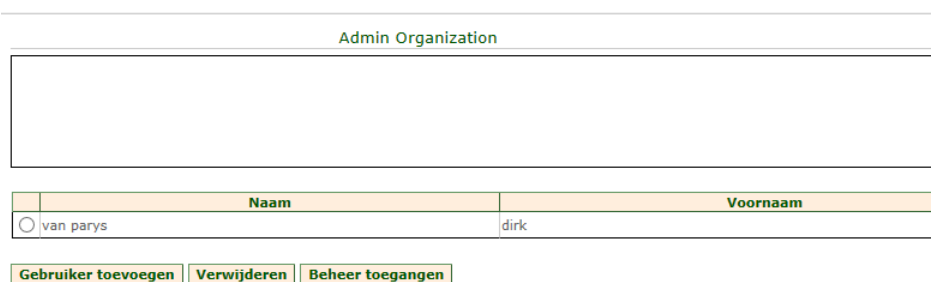 Admin Organization
Naam Voornaam
van parys dirk
Gebruiker toevoegen Verwijderen Beheer toegangen